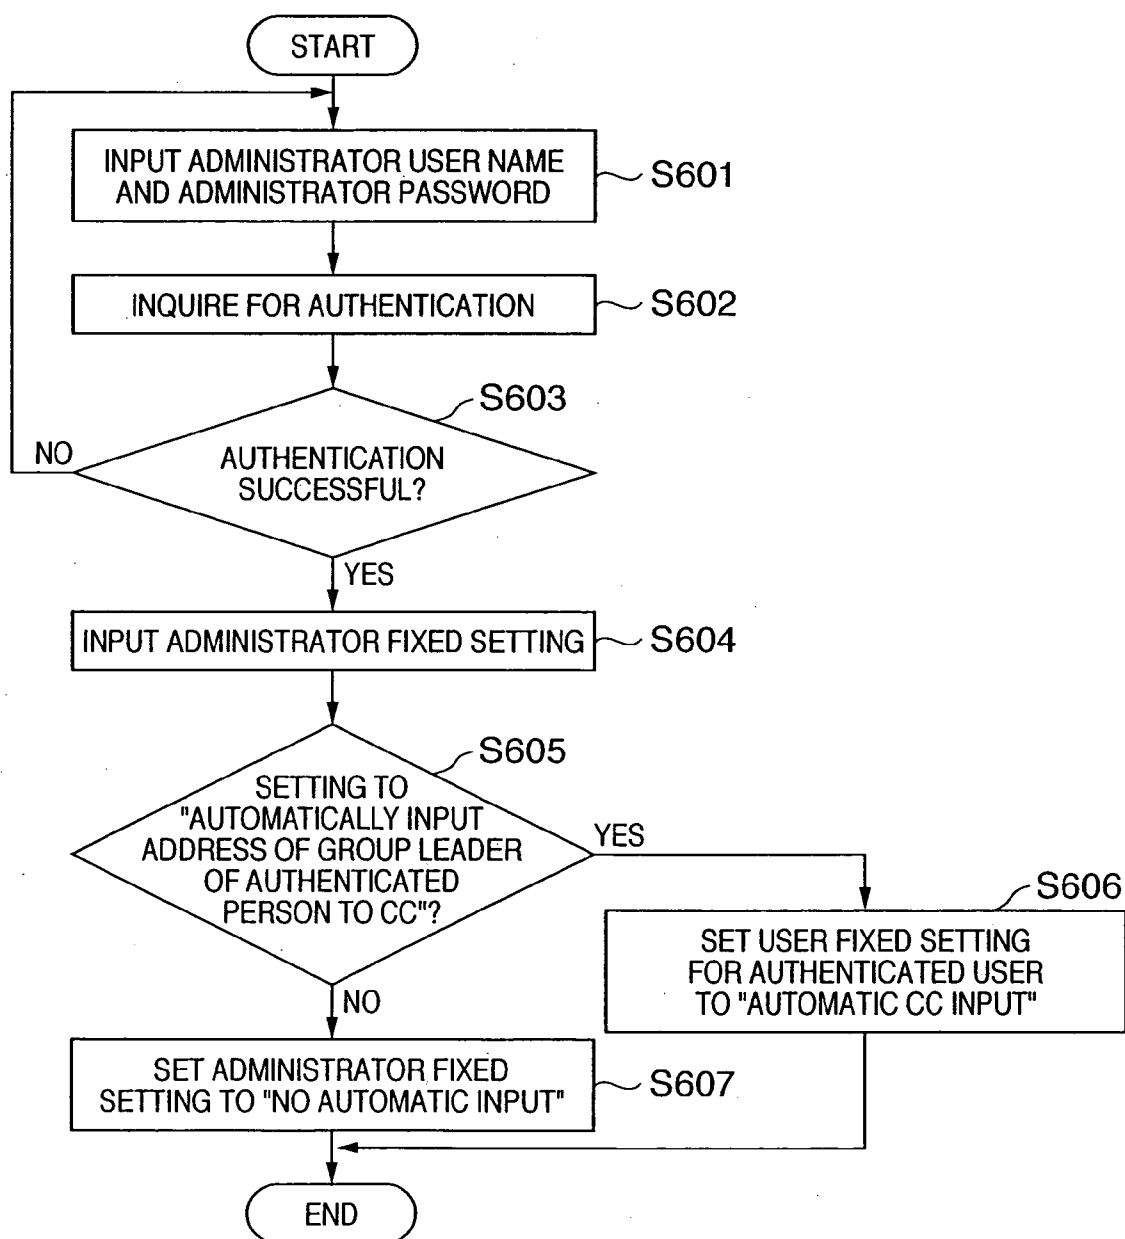 START
INPUT ADMINISTRATOR USER NAME
AND ADMINISTRATOR PASSWORD
S601
INQUIRE FOR AUTHENTICATION
S602
S603
AUTHENTICATION
SUCCESSFUL?
NO
YES
INPUT ADMINISTRATOR FIXED SETTING
S604
S605
SETTING TO
"AUTOMATICALLY INPUT
ADDRESS OF GROUP LEADER
OF AUTHENTICATED
PERSON TO CC"?
YES
S606
SET USER FIXED SETTING
FOR AUTHENTICATED USER
TO "AUTOMATIC CC INPUT"
NO
SET ADMINISTRATOR FIXED
SETTING TO "NO AUTOMATIC INPUT"
S607
END